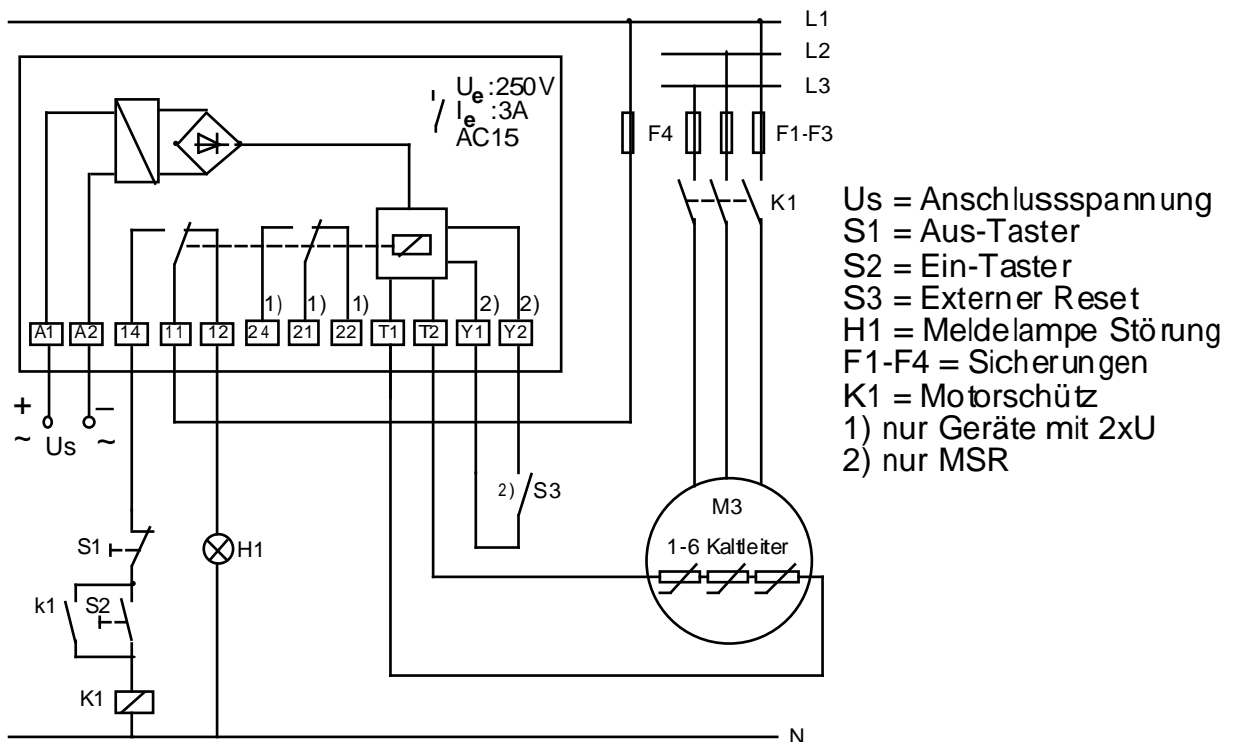 L1
L2
L3
Ue :250V
Ie :3A
AC15
F4
F1-F3
K1
A1 A2 14 11 12 24 21 22 T1 T2 Y1 Y2
1) 1) 1) 2) 2)
+ –
~ Us ~
2) S3
S1
H1
k1 S2
K1
M3
1-6 Kaltleiter
N
Us = Anschlussspannung
S1 = Aus-Taster
S2 = Ein-Taster
S3 = Externer Reset
H1 = Meldelampe Störung
F1-F4 = Sicherungen
K1 = Motorschütz
1) nur Geräte mit 2xU
2) nur MSR